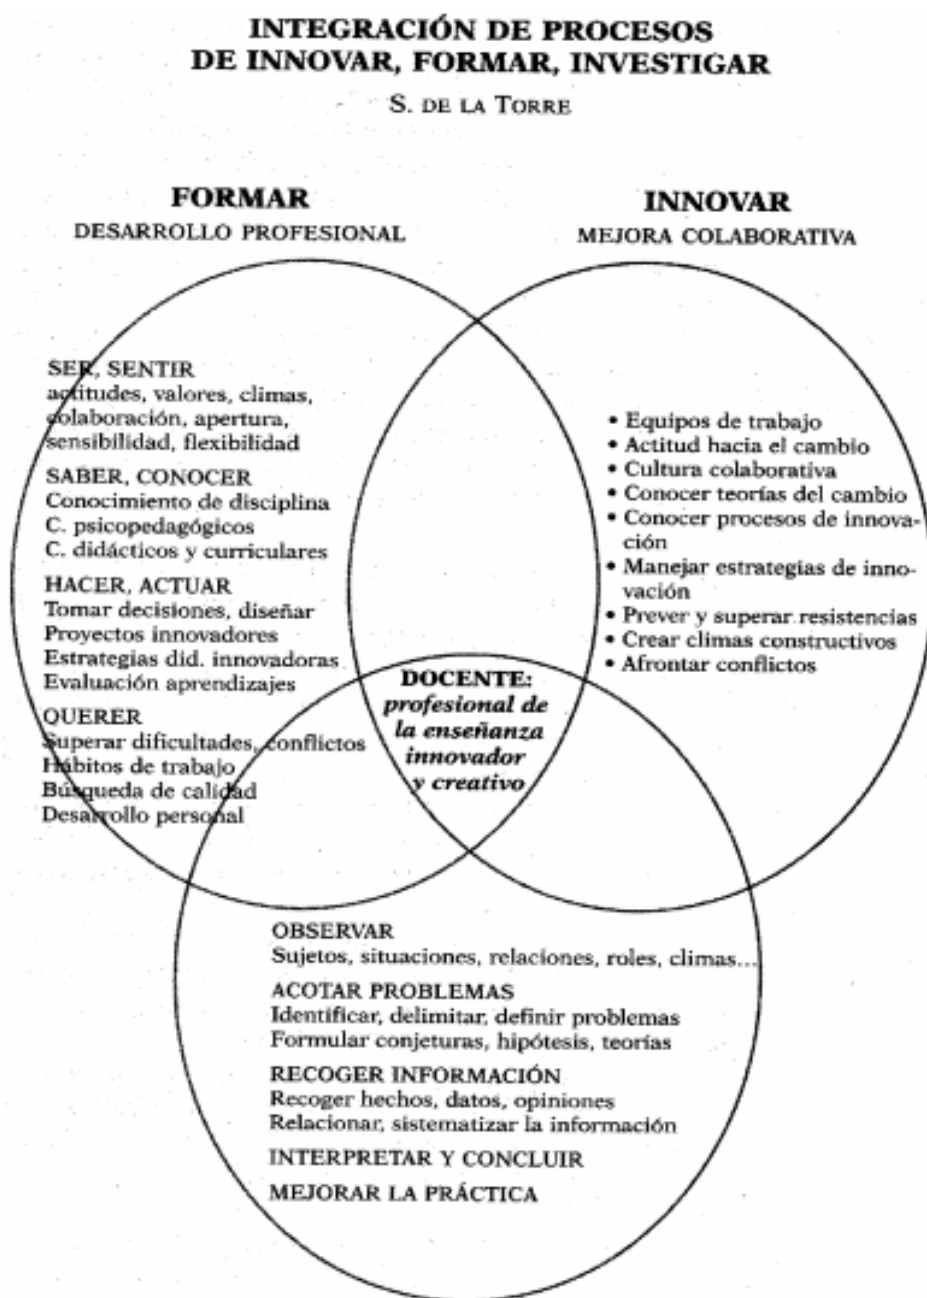 INTEGRACIÓN DE PROCESOS
DE INNOVAR, FORMAR, INVESTIGAR
S. DE LA TORRE
FORMAR
DESARROLLO PROFESIONAL
INNOVAR
MEJORA COLABORATIVA
SER, SENTIR
actitudes, valores, climas,
colaboración, apertura,
sensibilidad, flexibilidad
SABER, CONOCER
Conocimiento de disciplina
C. psicopedagógicos
C. didácticos y curriculares
HACER, ACTUAR
Tomar decisiones, diseñar
Proyectos innovadores
Estrategias did. innovadoras
Evaluación aprendizajes
QUERER
Superar dificultades, conflictos
Hábitos de trabajo
Búsqueda de calidad
Desarrollo personal
• Equipos de trabajo
• Actitud hacia el cambio
• Cultura colaborativa
• Conocer teorías del cambio
• Conocer procesos de innova-
ción
• Manejar estrategias de inno-
vación
• Prever y superar resistencias
• Crear climas constructivos
• Afrontar conflictos
DOCENTE:
profesional de
la enseñanza
innovador
y creativo
OBSERVAR
Sujetos, situaciones, relaciones, roles, climas...
ACOTAR PROBLEMAS
Identificar, delimitar, definir problemas
Formular conjeturas, hipótesis, teorías
RECOGER INFORMACIÓN
Recoger hechos, datos, opiniones
Relacionar, sistematizar la información
INTERPRETAR Y CONCLUIR
MEJORAR LA PRÁCTICA